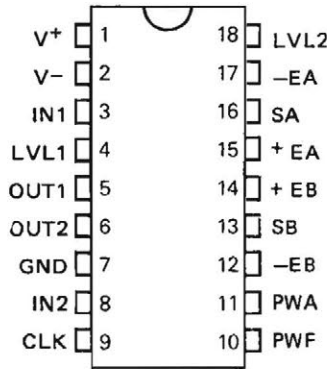 V+ 1 18 LVL2
V- 2 17 -EA
IN1 3 16 SA
LVL1 4 15 +EA
OUT1 5 14 +EB
OUT2 6 13 SB
GND 7 12 -EB
IN2 8 11 PWA
CLK 9 10 PWF